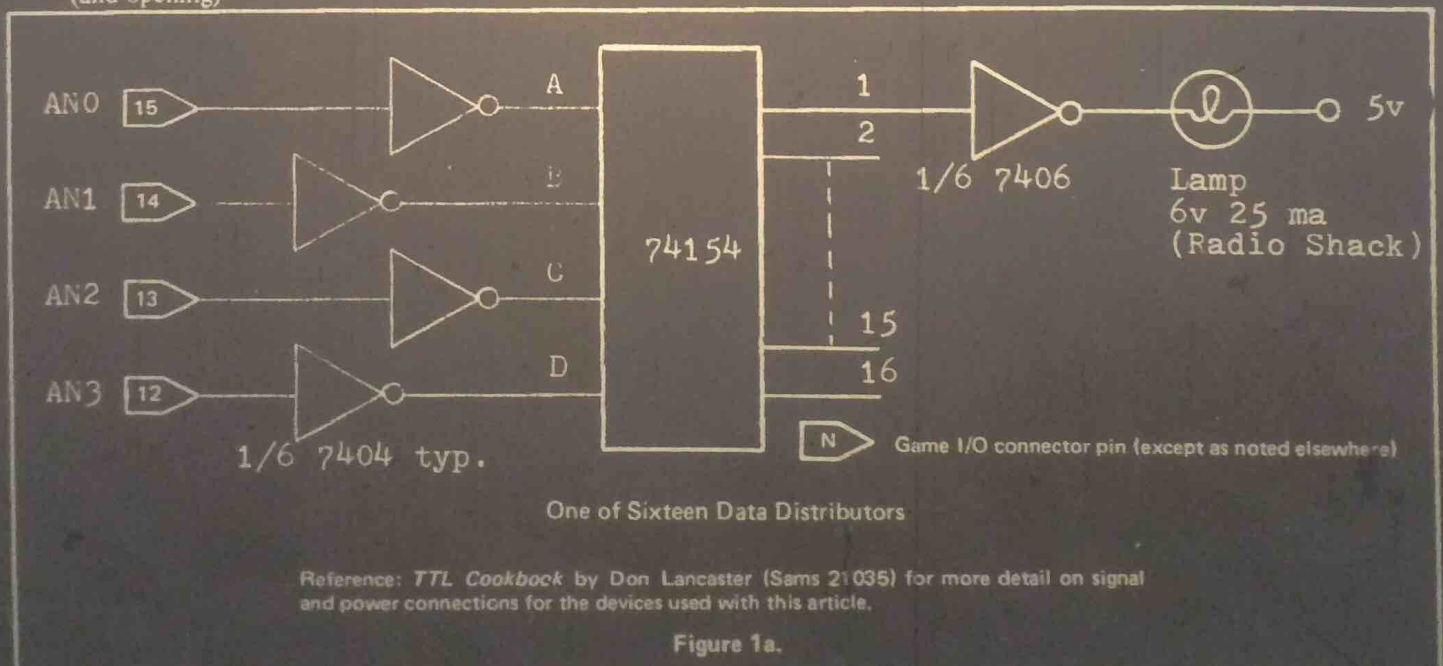 (and opening)
AN0 15 A 1 5v
2
AN1 14 B 1/6 7406 Lamp
6v 25 ma
(Radio Shack)
74154
AN2 13 C
15
AN3 12 D 16
1/6 7404 typ.
N Game I/O connector pin (except as noted elsewhere)
One of Sixteen Data Distributors
Reference: TTL Cookbook by Don Lancaster (Sams 21035) for more detail on signal
and power connections for the devices used with this article.
Figure 1a.